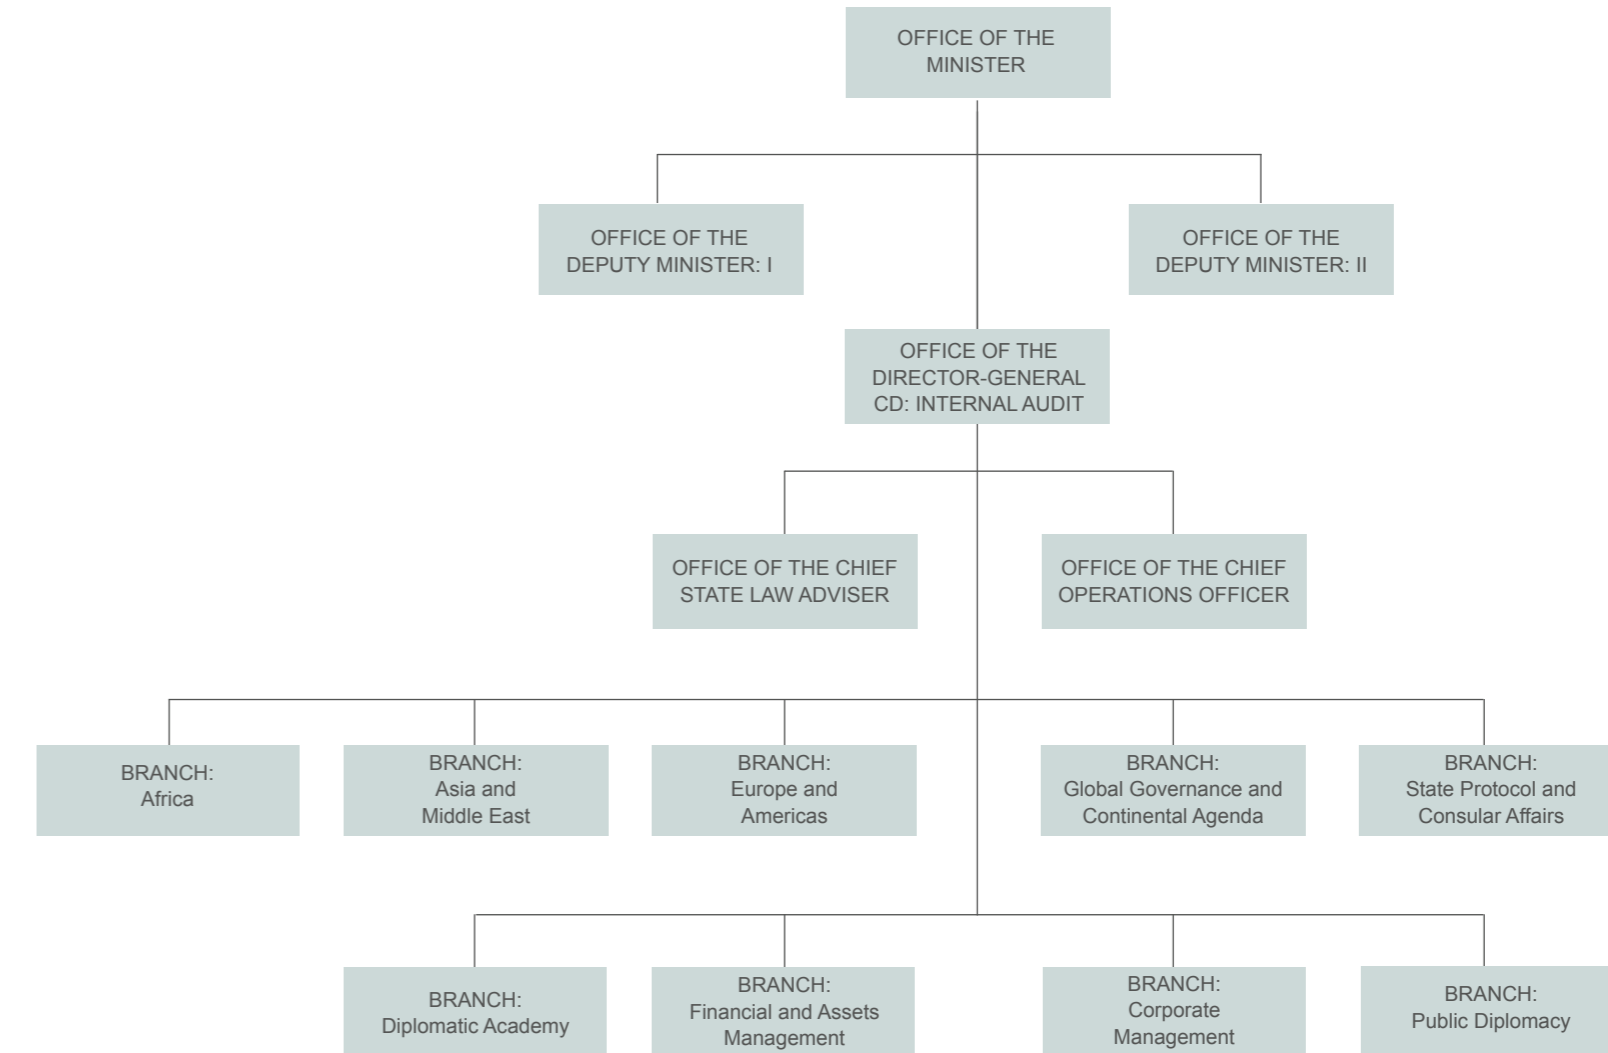 OFFICE OF THE
MINISTER
OFFICE OF THE
DEPUTY MINISTER: I
OFFICE OF THE
DEPUTY MINISTER: II
OFFICE OF THE
DIRECTOR-GENERAL
CD: INTERNAL AUDIT
OFFICE OF THE CHIEF
STATE LAW ADVISER
OFFICE OF THE CHIEF
OPERATIONS OFFICER
BRANCH:
Africa
BRANCH:
Asia and
Middle East
BRANCH:
Europe and
Americas
BRANCH:
Global Governance and
Continental Agenda
BRANCH:
State Protocol and
Consular Affairs
BRANCH:
Diplomatic Academy
BRANCH:
Financial and Assets
Management
BRANCH:
Corporate
Management
BRANCH:
Public Diplomacy